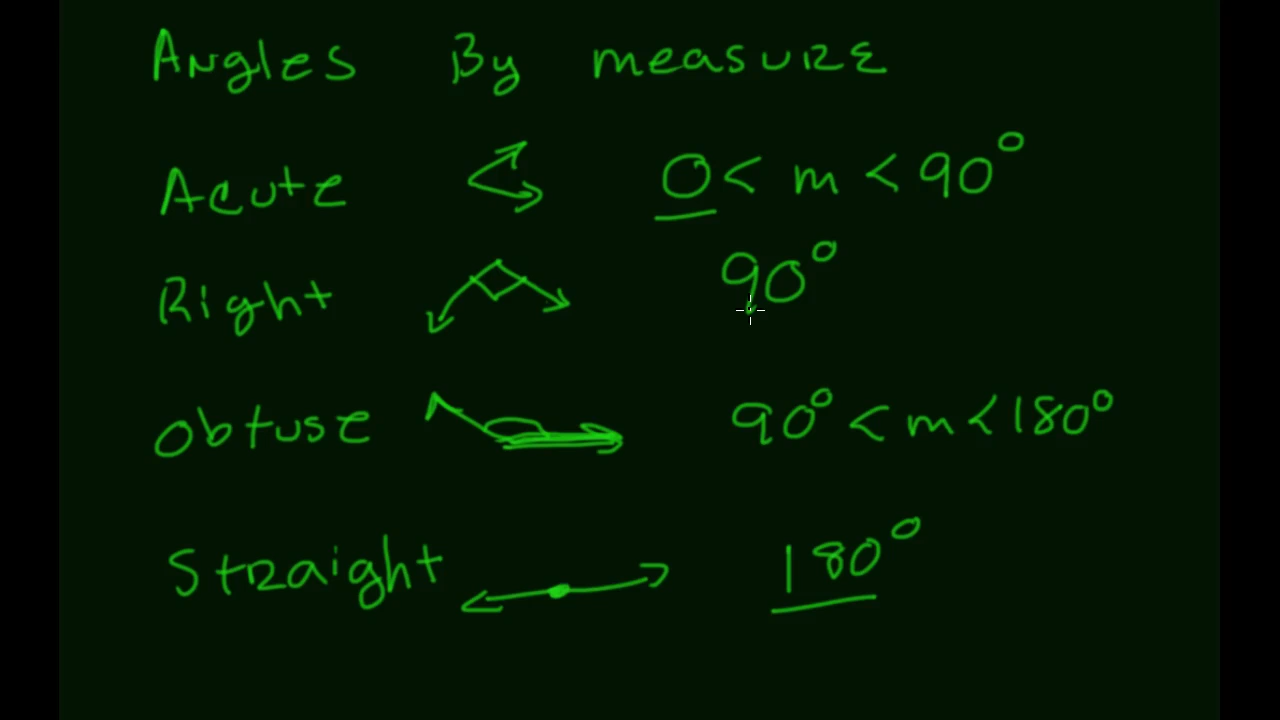 Angles By measure
Acute 0 < m < 90°
Right 90°
Obtuse 90° < m < 180°
Straight 180°